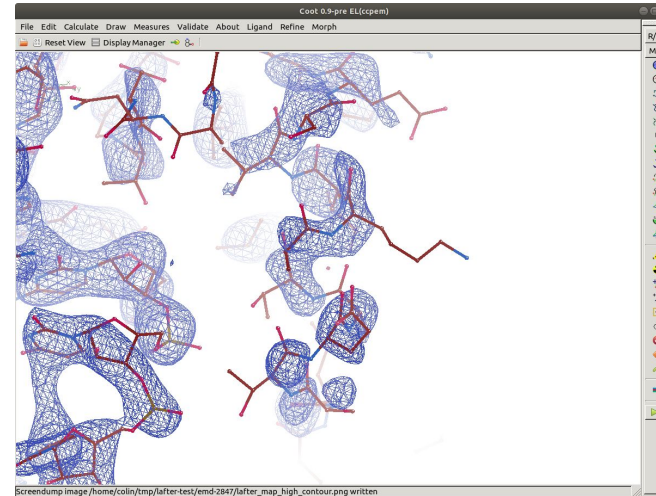 Coot 0.9-pre EL(ccpem)
File Edit Calculate Draw Measures Validate About Ligand Refine Morph
Reset View Display Manager
R/
M
Screendump image /home/colin/tmp/lafter-test/emd-2847/lafter_map_high_contour.png written